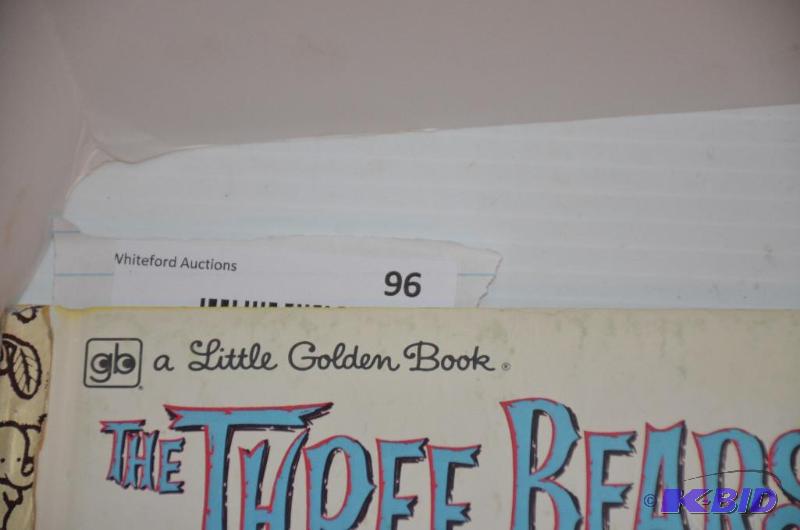 Whiteford Auctions
96
gb a Little Golden Book®
THE THREE BEARS
© K-BID